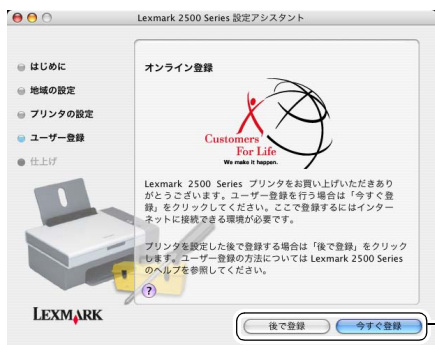 Lexmark 2500 Series 設定アシスタント
はじめに
地域の設定
プリンタの設定
ユーザー登録
仕上げ
オンライン登録
Customers
For Life
We make it happen.
Lexmark 2500 Series プリンタをお買い上げいただきあり
がとうございます。ユーザー登録を行う場合は「今すぐ登
録」をクリックしてください。ここで登録するにはインター
ネットに接続できる環境が必要です。
プリンタを設定した後で登録する場合は「後で登録」をクリック
します。ユーザー登録の方法については Lexmark 2500 Series
のヘルプを参照してください。
?
LEXMARK
後で登録
今すぐ登録